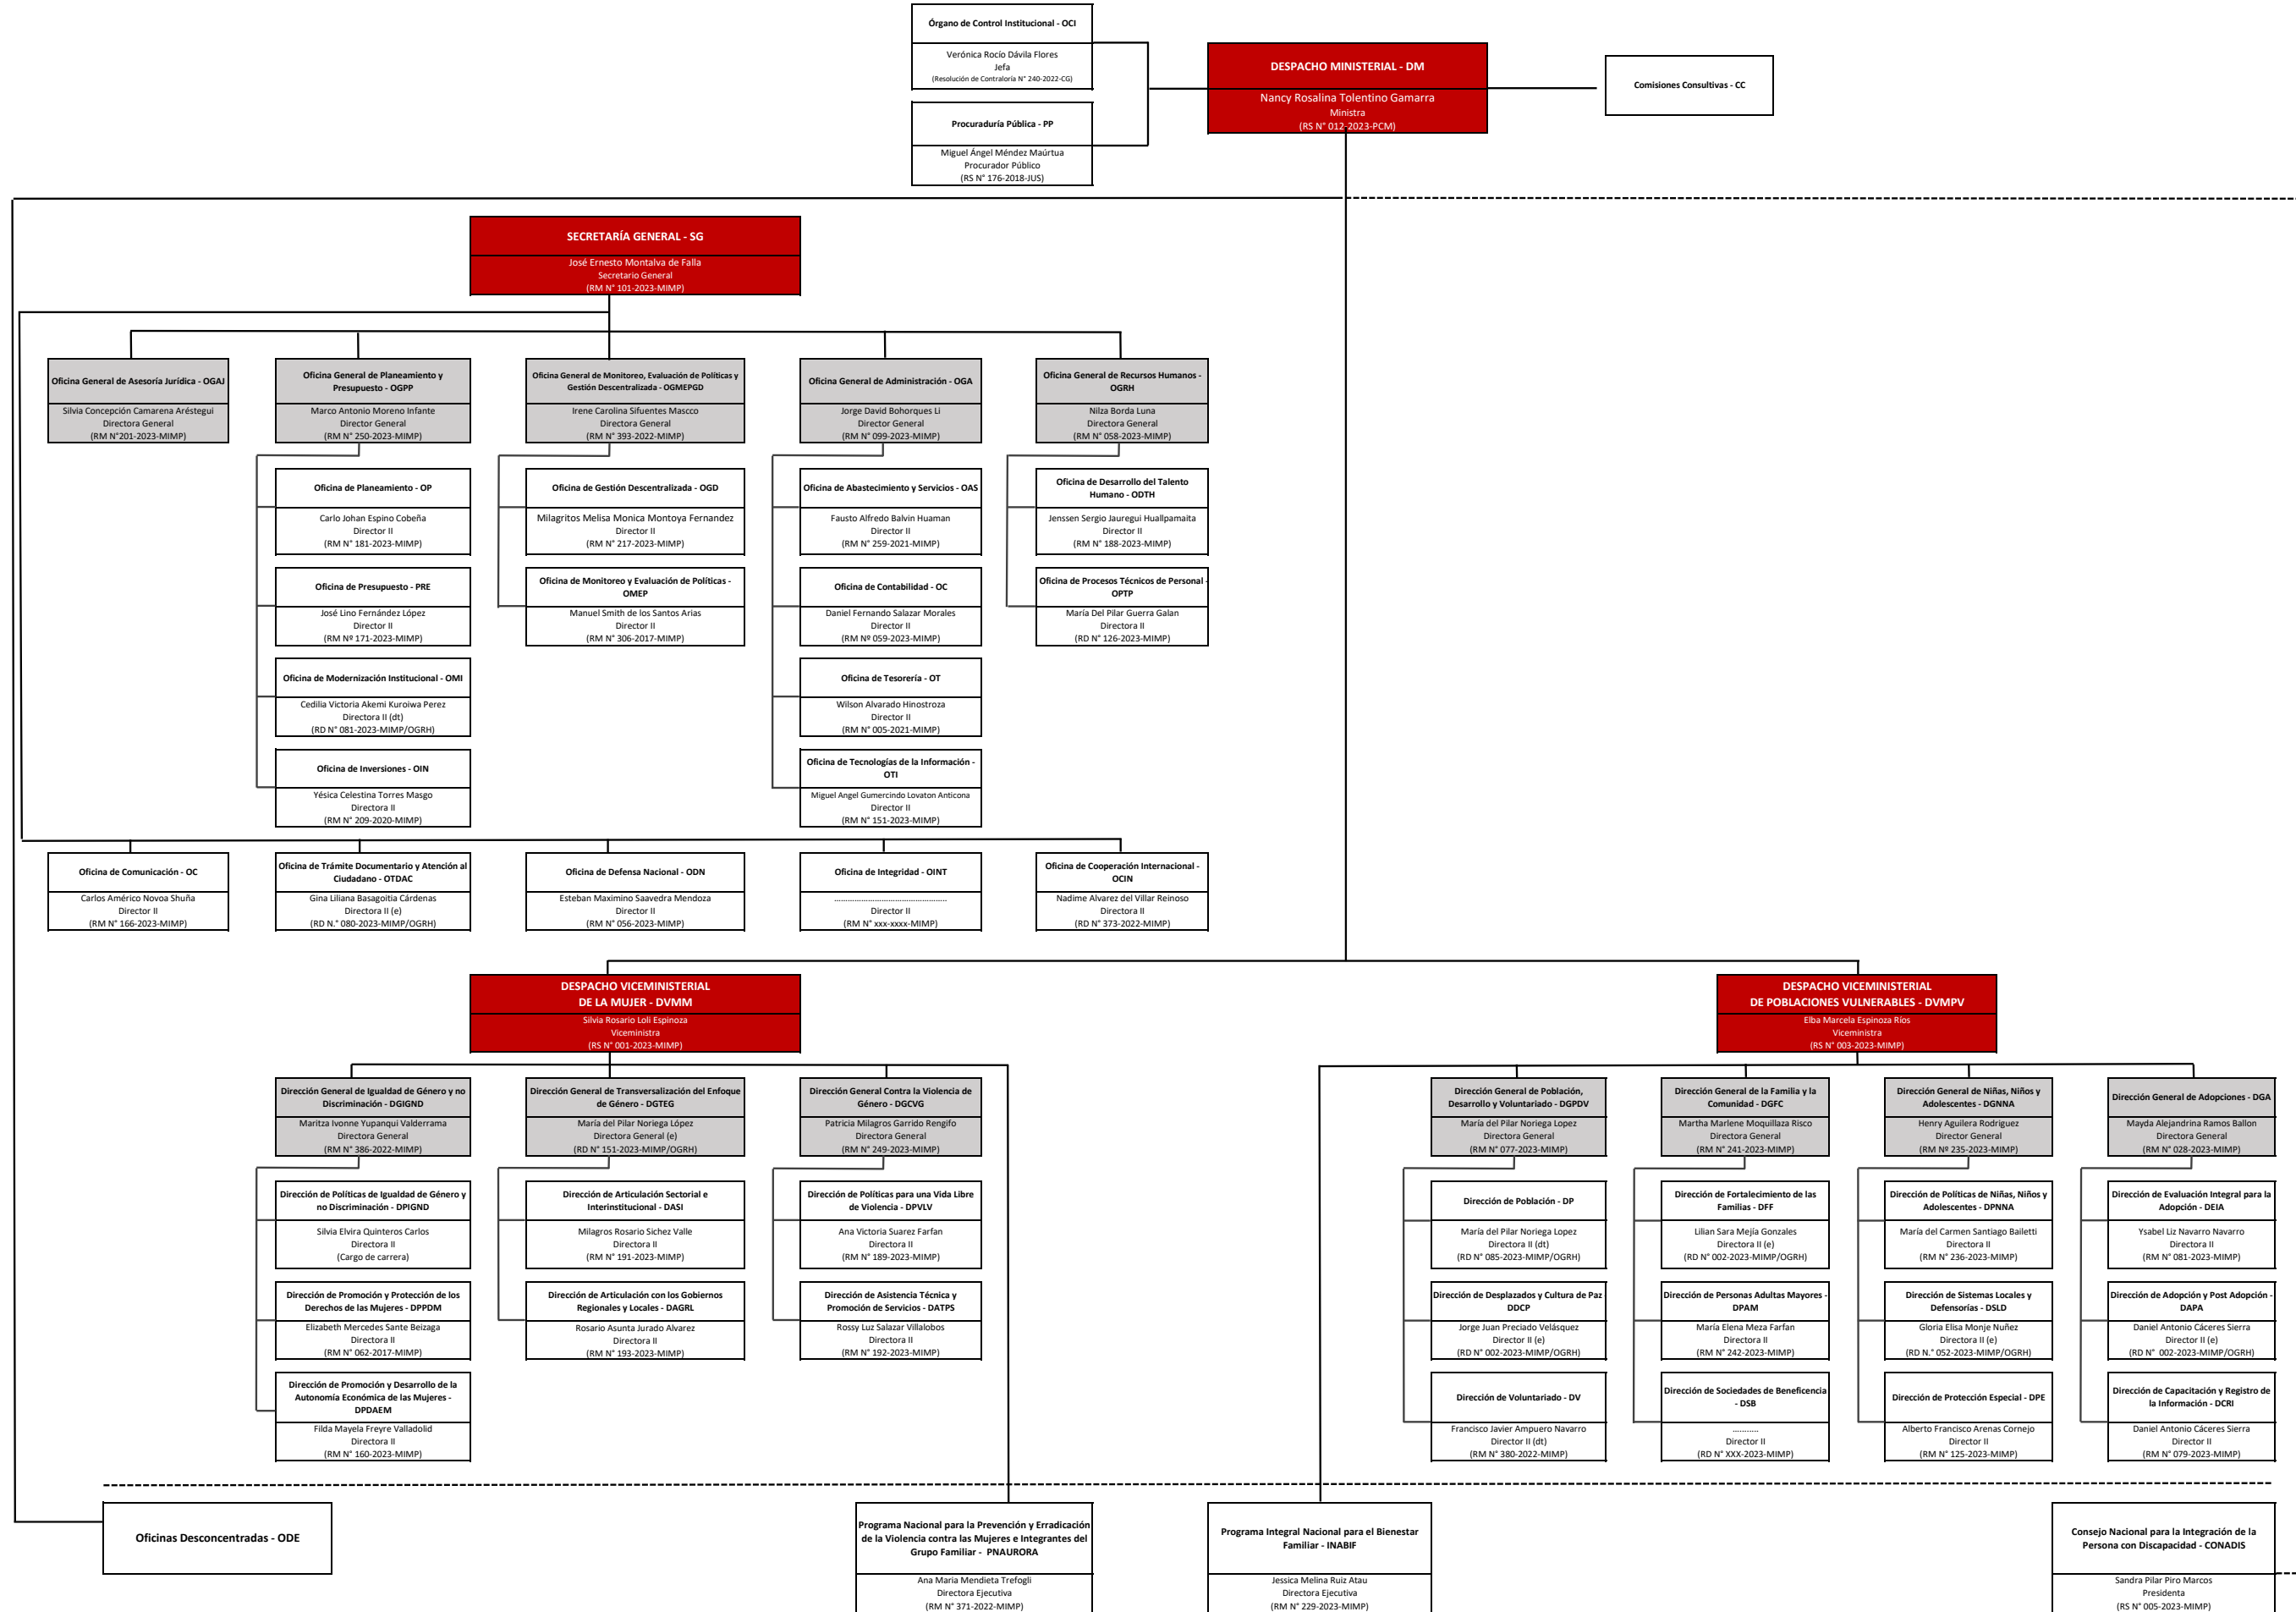 Órgano de Control Institucional - OCI
Verónica Rocío Dávila Flores
Jefa
(Resolución de Contraloría N° 240-2022-CG)
Procuraduría Pública - PP
Miguel Ángel Méndez Maúrtua
Procurador Público
(RS N° 176-2018-JUS)
DESPACHO MINISTERIAL - DM
Nancy Rosalina Tolentino Gamarra
Ministra
(RS N° 012-2023-PCM)
Comisiones Consultivas - CC
SECRETARÍA GENERAL - SG
José Ernesto Montalva de Falla
Secretario General
(RM N° 101-2023-MIMP)
Oficina General de Asesoría Jurídica - OGAJ
Silvia Concepción Camarena Aréstegui
Directora General
(RM N°201-2023-MIMP)
Oficina General de Planeamiento y
Presupuesto - OGPP
Marco Antonio Moreno Infante
Director General
(RM N° 250-2023-MIMP)
Oficina General de Monitoreo, Evaluación de Políticas y
Gestión Descentralizada - OGMEPGD
Irene Carolina Sifuentes Mascco
Directora General
(RM N° 393-2022-MIMP)
Oficina General de Administración - OGA
Jorge David Bohorques Li
Director General
(RM N° 099-2023-MIMP)
Oficina General de Recursos Humanos -
OGRH
Nilza Borda Luna
Directora General
(RM N° 058-2023-MIMP)
Oficina de Planeamiento - OP
Carlo Johan Espino Cobeña
Director II
(RM N° 181-2023-MIMP)
Oficina de Gestión Descentralizada - OGD
Milagritos Melisa Monica Montoya Fernandez
Director II
(RM N° 217-2023-MIMP)
Oficina de Abastecimiento y Servicios - OAS
Fausto Alfredo Balvin Huaman
Director II
(RM N° 259-2021-MIMP)
Oficina de Desarrollo del Talento
Humano - ODTH
Jenssen Sergio Jauregui Huallpamaita
Director II
(RM N° 188-2023-MIMP)
Oficina de Presupuesto - PRE
José Lino Fernández López
Director II
(RM Nº 171-2023-MIMP)
Oficina de Monitoreo y Evaluación de Políticas -
OMEP
Manuel Smith de los Santos Arias
Director II
(RM N° 306-2017-MIMP)
Oficina de Contabilidad - OC
Daniel Fernando Salazar Morales
Director II
(RM Nº 059-2023-MIMP)
Oficina de Procesos Técnicos de Personal -
OPTP
María Del Pilar Guerra Galan
Directora II
(RD N° 126-2023-MIMP)
Oficina de Modernización Institucional - OMI
Cedilia Victoria Akemi Kuroiwa Perez
Directora II (dt)
(RD N° 081-2023-MIMP/OGRH)
Oficina de Tesorería - OT
Wilson Alvarado Hinostroza
Director II
(RM N° 005-2021-MIMP)
Oficina de Inversiones - OIN
Yésica Celestina Torres Masgo
Directora II
(RM N° 209-2020-MIMP)
Oficina de Tecnologías de la Información -
OTI
Miguel Angel Gumercindo Lovaton Anticona
Director II
(RM N° 151-2023-MIMP)
Oficina de Comunicación - OC
Carlos Américo Novoa Shuña
Director II
(RM N° 166-2023-MIMP)
Oficina de Trámite Documentario y Atención al
Ciudadano - OTDAC
Gina Liliana Basagoitia Cárdenas
Directora II (e)
(RD N.° 080-2023-MIMP/OGRH)
Oficina de Defensa Nacional - ODN
Esteban Maximino Saavedra Mendoza
Director II
(RM N° 056-2023-MIMP)
Oficina de Integridad - OINT
................................................
Director II
(RM N° xxx-xxxx-MIMP)
Oficina de Cooperación Internacional -
OCIN
Nadime Alvarez del Villar Reinoso
Directora II
(RD N° 373-2022-MIMP)
DESPACHO VICEMINISTERIAL
DE LA MUJER - DVMM
Silvia Rosario Loli Espinoza
Viceministra
(RS N° 001-2023-MIMP)
DESPACHO VICEMINISTERIAL
DE POBLACIONES VULNERABLES - DVMPV
Elba Marcela Espinoza Ríos
Viceministra
(RS N° 003-2023-MIMP)
Dirección General de Igualdad de Género y no
Discriminación - DGIGND
Maritza Ivonne Yupanqui Valderrama
Directora General
(RM N° 386-2022-MIMP)
Dirección General de Transversalización del Enfoque
de Género - DGTEG
María del Pilar Noriega López
Directora General (e)
(RD N° 151-2023-MIMP/OGRH)
Dirección General Contra la Violencia de
Género - DGCVG
Patricia Milagros Garrido Rengifo
Directora General
(RM N° 249-2023-MIMP)
Dirección General de Población,
Desarrollo y Voluntariado - DGPDV
María del Pilar Noriega Lopez
Directora General
(RM N° 077-2023-MIMP)
Dirección General de la Familia y la
Comunidad - DGFC
Martha Marlene Moquillaza Risco
Directora General
(RM N° 241-2023-MIMP)
Dirección General de Niñas, Niños y
Adolescentes - DGNNA
Henry Aguilera Rodriguez
Director General
(RM Nº 235-2023-MIMP)
Dirección General de Adopciones - DGA
Mayda Alejandrina Ramos Ballon
Directora General
(RM N° 028-2023-MIMP)
Dirección de Políticas de Igualdad de Género y
no Discriminación - DPIGND
Silvia Elvira Quinteros Carlos
Directora II
(Cargo de carrera)
Dirección de Articulación Sectorial e
Interinstitucional - DASI
Milagros Rosario Sichez Valle
Directora II
(RM N° 191-2023-MIMP)
Dirección de Políticas para una Vida Libre
de Violencia - DPVLV
Ana Victoria Suarez Farfan
Directora II
(RM N° 189-2023-MIMP)
Dirección de Población - DP
María del Pilar Noriega Lopez
Directora II (dt)
(RD N° 085-2023-MIMP/OGRH)
Dirección de Fortalecimiento de las
Familias - DFF
Lilian Sara Mejía Gonzales
Directora II (e)
(RD N° 002-2023-MIMP/OGRH)
Dirección de Políticas de Niñas, Niños y
Adolescentes - DPNNA
María del Carmen Santiago Bailetti
Directora II
(RM N° 236-2023-MIMP)
Dirección de Evaluación Integral para la
Adopción - DEIA
Ysabel Liz Navarro Navarro
Directora II
(RM N° 081-2023-MIMP)
Dirección de Promoción y Protección de los
Derechos de las Mujeres - DPPDM
Elizabeth Mercedes Sante Beizaga
Directora II
(RM N° 062-2017-MIMP)
Dirección de Articulación con los Gobiernos
Regionales y Locales - DAGRL
Rosario Asunta Jurado Alvarez
Directora II
(RM N° 193-2023-MIMP)
Dirección de Asistencia Técnica y
Promoción de Servicios - DATPS
Rossy Luz Salazar Villalobos
Directora II
(RM N° 192-2023-MIMP)
Dirección de Desplazados y Cultura de Paz
DDCP
Jorge Juan Preciado Velásquez
Director II (e)
(RD N° 002-2023-MIMP/OGRH)
Dirección de Personas Adultas Mayores -
DPAM
María Elena Meza Farfan
Directora II
(RM N° 242-2023-MIMP)
Dirección de Sistemas Locales y
Defensorías - DSLD
Gloria Elisa Monje Nuñez
Directora II (e)
(RD N.° 052-2023-MIMP/OGRH)
Dirección de Adopción y Post Adopción -
DAPA
Daniel Antonio Cáceres Sierra
Director II (e)
(RD N° 002-2023-MIMP/OGRH)
Dirección de Promoción y Desarrollo de la
Autonomía Económica de las Mujeres -
DPDAEM
Filda Mayela Freyre Valladolid
Directora II
(RM N° 160-2023-MIMP)
Dirección de Voluntariado - DV
Francisco Javier Ampuero Navarro
Director II (dt)
(RM N° 380-2022-MIMP)
Dirección de Sociedades de Beneficencia
- DSB
...........
Director II
(RD N° XXX-2023-MIMP)
Dirección de Protección Especial - DPE
Alberto Francisco Arenas Cornejo
Director II
(RM N° 125-2023-MIMP)
Dirección de Capacitación y Registro de
la Información - DCRI
Daniel Antonio Cáceres Sierra
Director II
(RM N° 079-2023-MIMP)
Oficinas Desconcentradas - ODE
Programa Nacional para la Prevención y Erradicación
de la Violencia contra las Mujeres e Integrantes del
Grupo Familiar - PNAURORA
Ana Maria Mendieta Trefogli
Directora Ejecutiva
(RM N° 371-2022-MIMP)
Programa Integral Nacional para el Bienestar
Familiar - INABIF
Jessica Melina Ruiz Atau
Directora Ejecutiva
(RM N° 229-2023-MIMP)
Consejo Nacional para la Integración de la
Persona con Discapacidad - CONADIS
Sandra Pilar Piro Marcos
Presidenta
(RS N° 005-2023-MIMP)